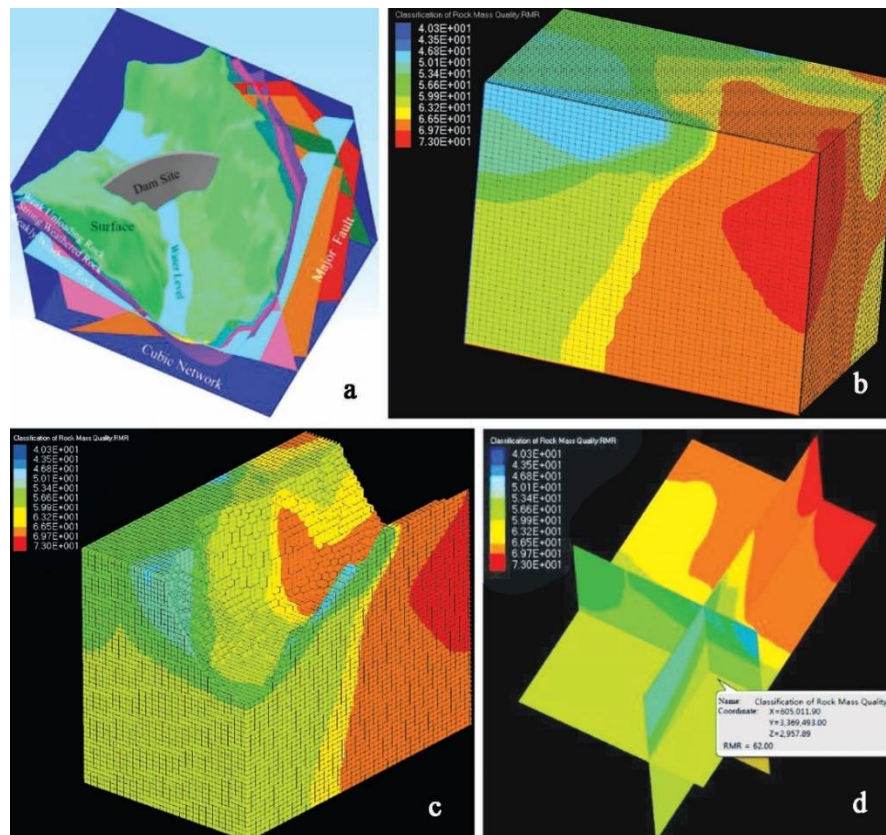 Dam Site
Surface
Water Level
Major Fault
Strong Weathered Rock
Cubic Network
a
Classification of Rock Mass Quality:RMR
4.03E+001
4.35E+001
4.68E+001
5.01E+001
5.34E+001
5.66E+001
5.99E+001
6.32E+001
6.65E+001
6.97E+001
7.30E+001
b
Classification of Rock Mass Quality:RMR
4.03E+001
4.35E+001
4.68E+001
5.01E+001
5.34E+001
5.66E+001
5.99E+001
6.32E+001
6.65E+001
6.97E+001
7.30E+001
c
Classification of Rock Mass Quality:RMR
4.03E+001
4.35E+001
4.68E+001
5.01E+001
5.34E+001
5.66E+001
5.99E+001
6.32E+001
6.65E+001
6.97E+001
7.30E+001
Name: Classification of Rock Mass Quality
Coordinate: X=605,011.90
Y=3,369,493.00
Z=2,957.89
RMR = 62.00
d